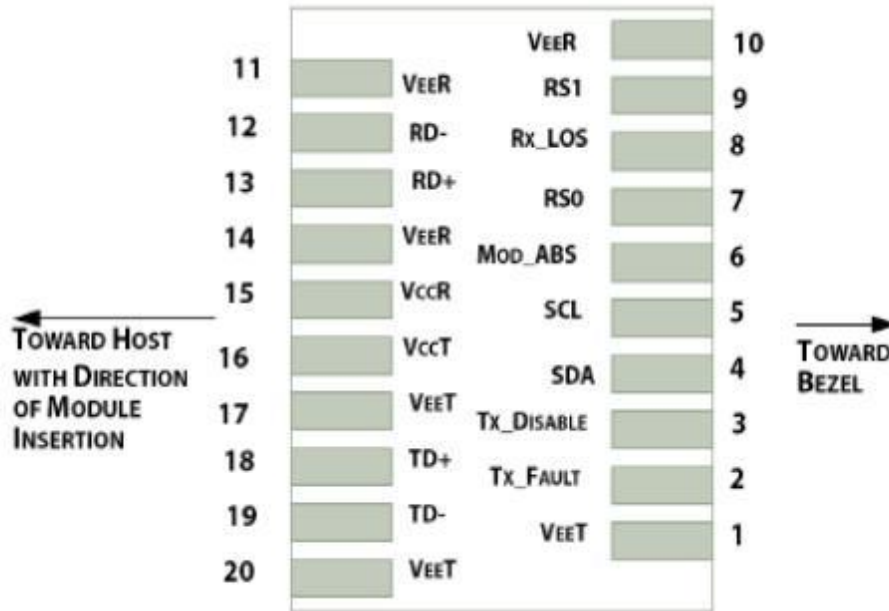 11 VEER
12 RD-
13 RD+
14 VEER
15 VCCR
16 VCCT
17 VEET
18 TD+
19 TD-
20 VEET
VEER 10
RS1 9
RX_LOS 8
RS0 7
MOD_ABS 6
SCL 5
SDA 4
TX_DISABLE 3
TX_FAULT 2
VEET 1
TOWARD HOST
WITH DIRECTION
OF MODULE
INSERTION
TOWARD
BEZEL